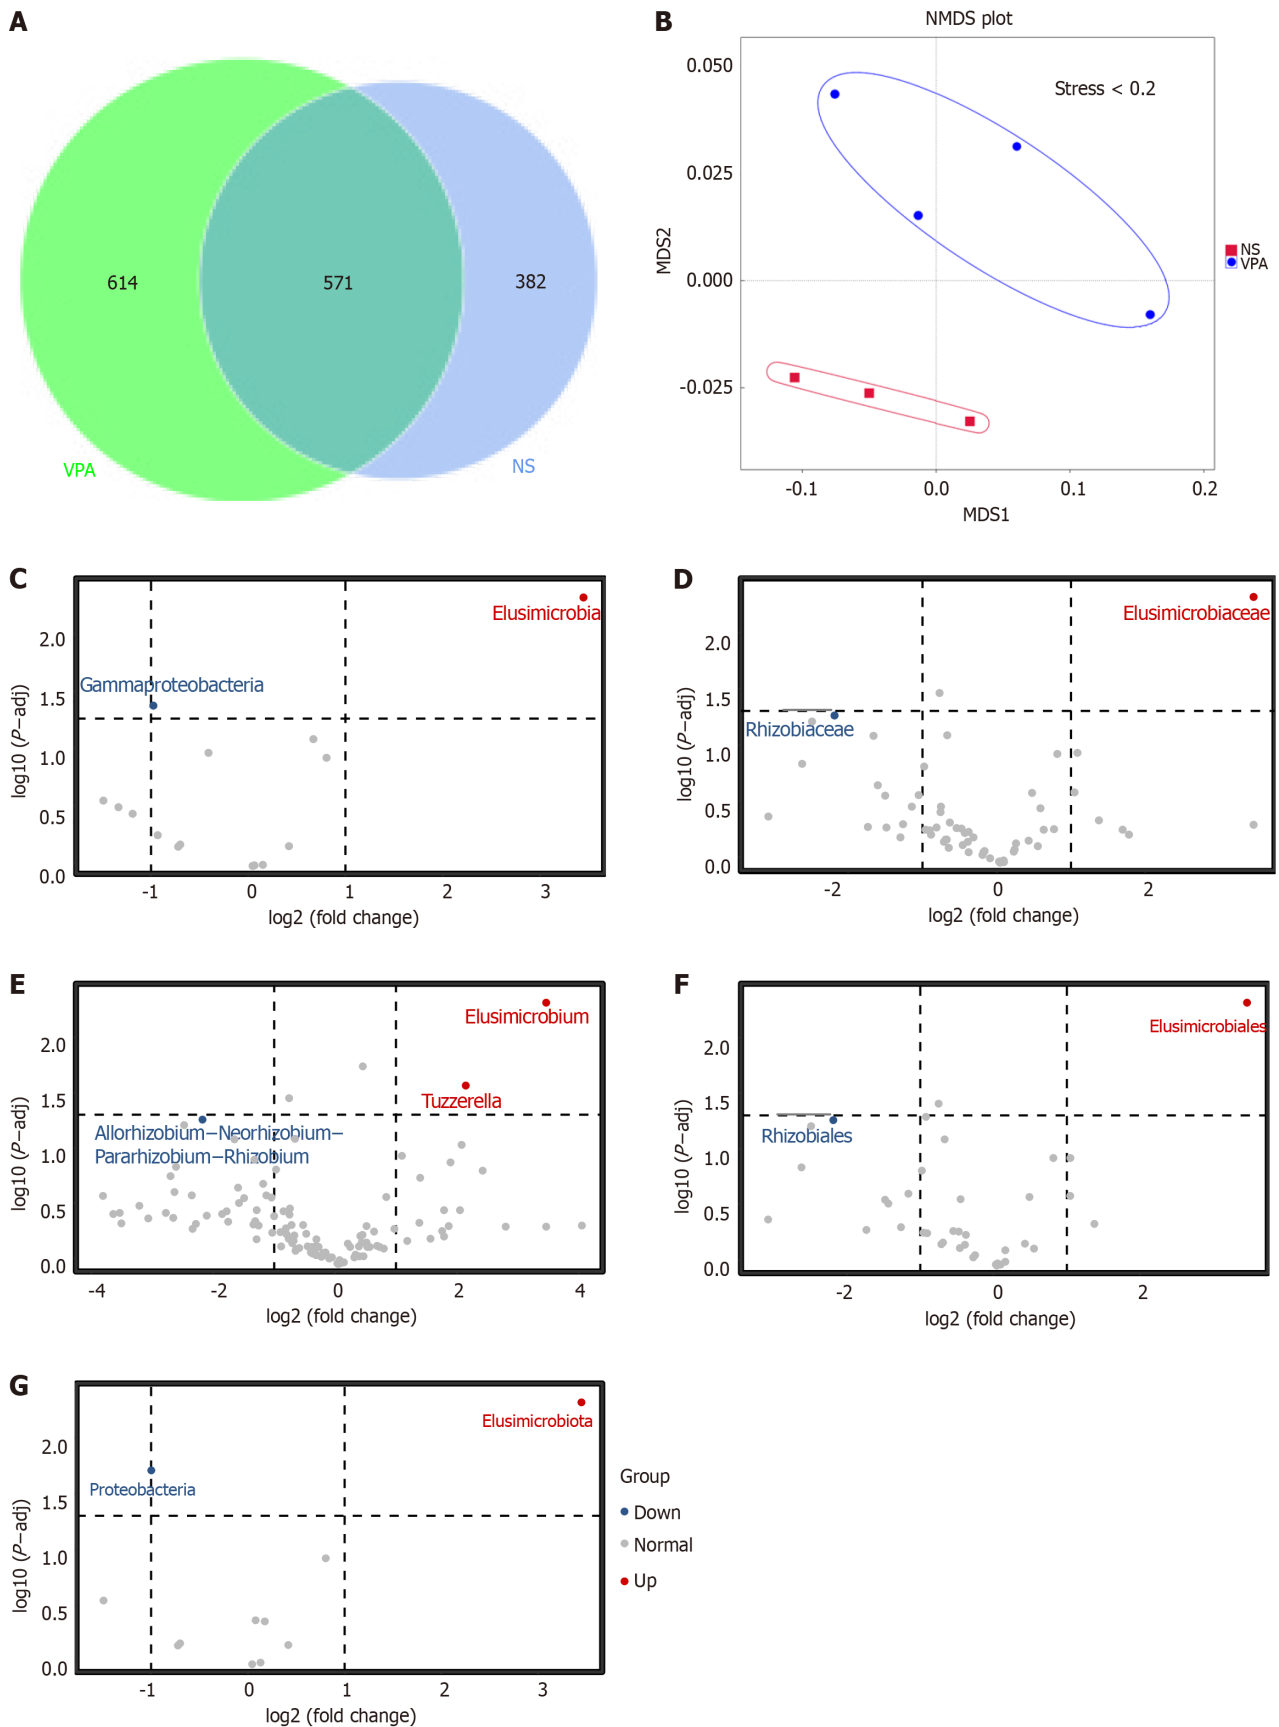 A
614
571
382
VPA
NS
B
NMDS plot
Stress < 0.2
0.050
0.025
0.000
-0.025
MDS2
-0.1
0.0
0.1
0.2
MDS1
NS
VPA
C
Elusimicrobia
Gammaproteobacteria
2.0
1.5
1.0
0.5
0.0
log10 (P−adj)
-1
0
1
2
3
log2 (fold change)
D
Elusimicrobiaceae
Rhizobiaceae
2.0
1.5
1.0
0.5
0.0
log10 (P−adj)
-2
0
2
log2 (fold change)
E
Elusimicrobium
Tuzzerella
Allorhizobium−Neorhizobium−
Pararhizobium−Rhizobium
2.0
1.5
1.0
0.5
0.0
log10 (P−adj)
-4
-2
0
2
4
log2 (fold change)
F
Elusimicrobiales
Rhizobiales
2.0
1.5
1.0
0.5
0.0
log10 (P−adj)
-2
0
2
log2 (fold change)
G
Elusimicrobiota
Proteobacteria
2.0
1.5
1.0
0.5
0.0
log10 (P−adj)
-1
0
1
2
3
log2 (fold change)
Group
Down
Normal
Up